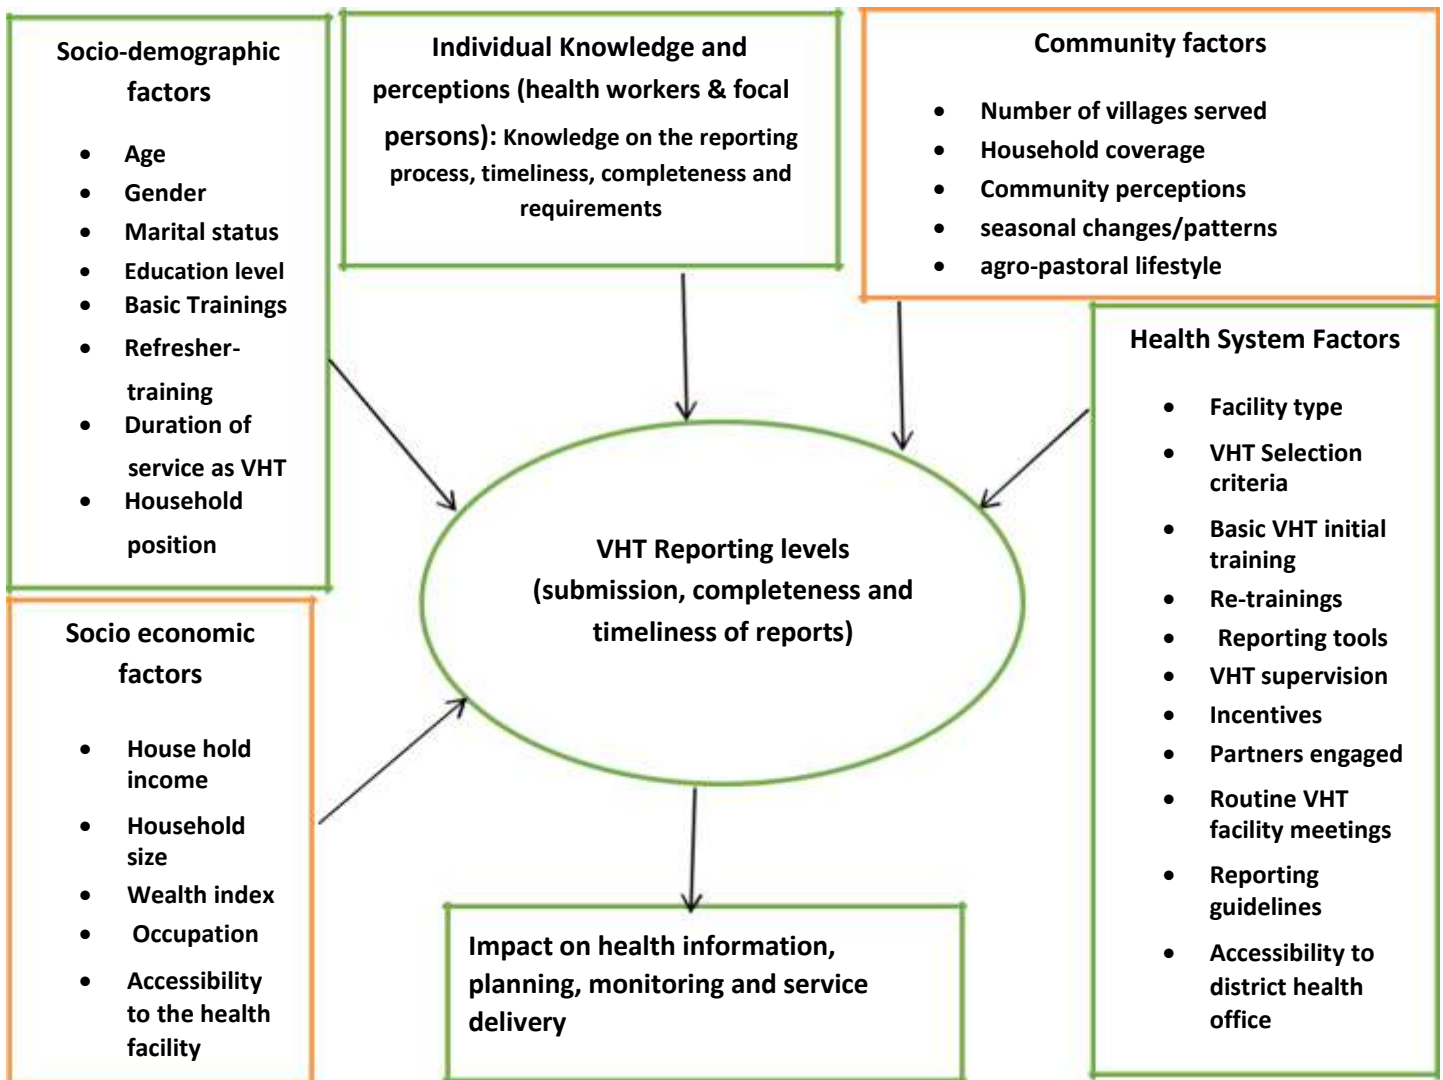 Socio-demographic
factors
• Age
• Gender
• Marital status
• Education level
• Basic Trainings
• Refresher-
training
• Duration of
service as VHT
• Household
position
Individual Knowledge and
perceptions (health workers & focal
persons): Knowledge on the reporting
process, timeliness, completeness and
requirements
Community factors
• Number of villages served
• Household coverage
• Community perceptions
• seasonal changes/patterns
• agro-pastoral lifestyle
Health System Factors
• Facility type
• VHT Selection
criteria
• Basic VHT initial
training
• Re-trainings
• Reporting tools
• VHT supervision
• Incentives
• Partners engaged
• Routine VHT
facility meetings
• Reporting
guidelines
• Accessibility to
district health
office
VHT Reporting levels
(submission, completeness and
timeliness of reports)
Socio economic
factors
• House hold
income
• Household
size
• Wealth index
• Occupation
• Accessibility
to the health
facility
Impact on health information,
planning, monitoring and service
delivery